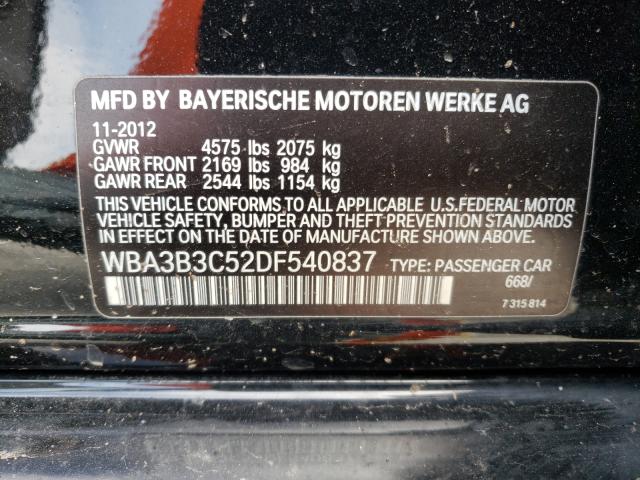 MFD BY BAYERISCHE MOTOREN WERKE AG
11-2012
GVWR 4575 lbs 2075 kg
GAWR FRONT 2169 lbs 984 kg
GAWR REAR 2544 lbs 1154 kg
THIS VEHICLE CONFORMS TO ALL APPLICABLE U.S.FEDERAL MOTOR
VEHICLE SAFETY, BUMPER AND THEFT PREVENTION STANDARDS
IN EFFECT ON THE DATE OF MANUFACTURE SHOWN ABOVE.
WBA3B3C52DF540837 TYPE: PASSENGER CAR
668/
7 315 814